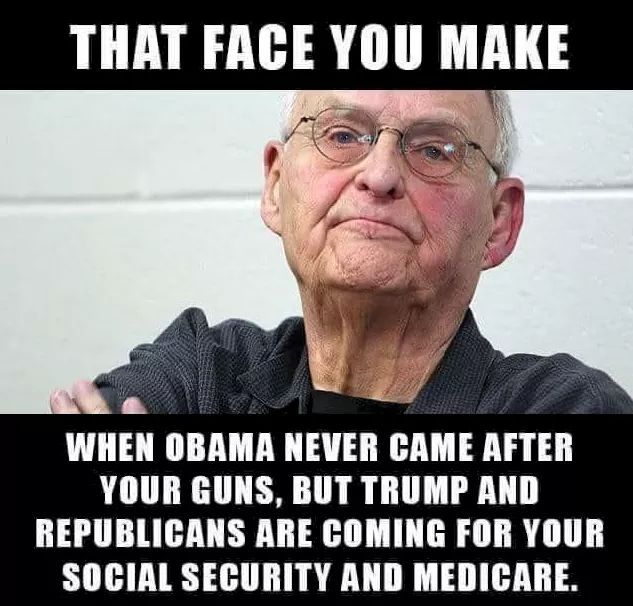 THAT FACE YOU MAKE
WHEN OBAMA NEVER CAME AFTER
YOUR GUNS, BUT TRUMP AND
REPUBLICANS ARE COMING FOR YOUR
SOCIAL SECURITY AND MEDICARE.